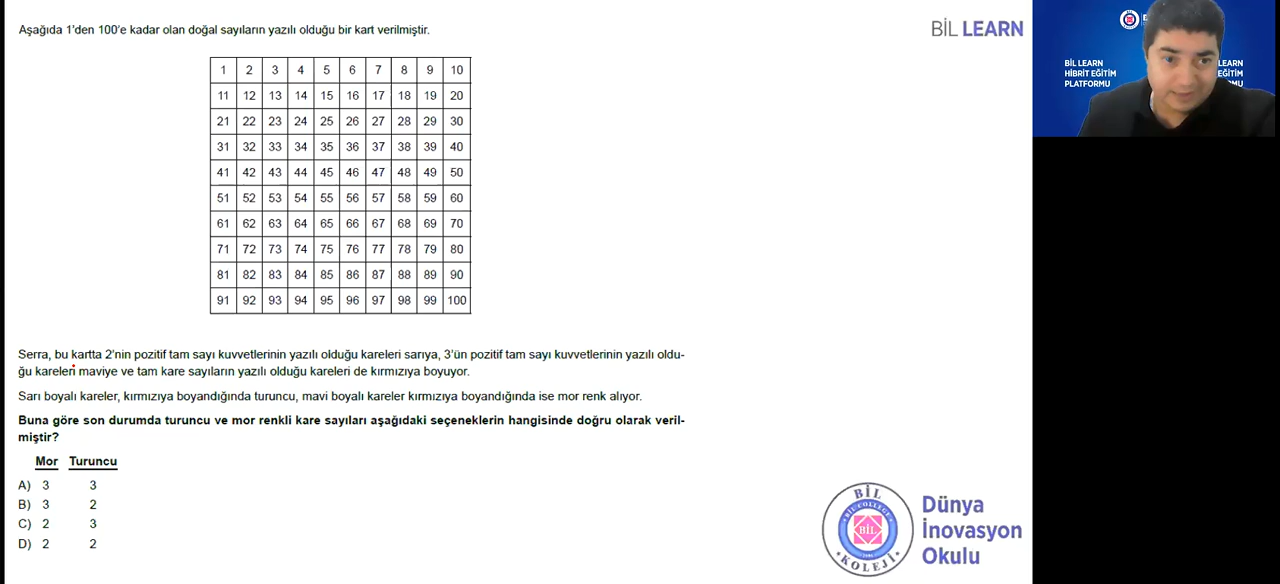 Aşağıda 1'den 100'e kadar olan doğal sayıların yazılı olduğu bir kart verilmiştir.
BİL LEARN
BİL LEARN
HİBRİT EĞİTİM
PLATFORMU
LEARN
EĞİTİM
MU
1 2 3 4 5 6 7 8 9 10
11 12 13 14 15 16 17 18 19 20
21 22 23 24 25 26 27 28 29 30
31 32 33 34 35 36 37 38 39 40
41 42 43 44 45 46 47 48 49 50
51 52 53 54 55 56 57 58 59 60
61 62 63 64 65 66 67 68 69 70
71 72 73 74 75 76 77 78 79 80
81 82 83 84 85 86 87 88 89 90
91 92 93 94 95 96 97 98 99 100
Serra, bu kartta 2'nin pozitif tam sayı kuvvetlerinin yazılı olduğu kareleri sarıya, 3'ün pozitif tam sayı kuvvetlerinin yazılı oldu-
ğu kareleri maviye ve tam kare sayıların yazılı olduğu kareleri de kırmızıya boyuyor.
Sarı boyalı kareler, kırmızıya boyandığında turuncu, mavi boyalı kareler kırmızıya boyandığında ise mor renk alıyor.
Buna göre son durumda turuncu ve mor renkli kare sayıları aşağıdaki seçeneklerin hangisinde doğru olarak veril-
miştir?
Mor Turuncu
A) 3 3
B) 3 2
C) 2 3
D) 2 2
BİL
BİL COLLEGE
BİL
KOLEJİ
Dünya
İnovasyon
Okulu